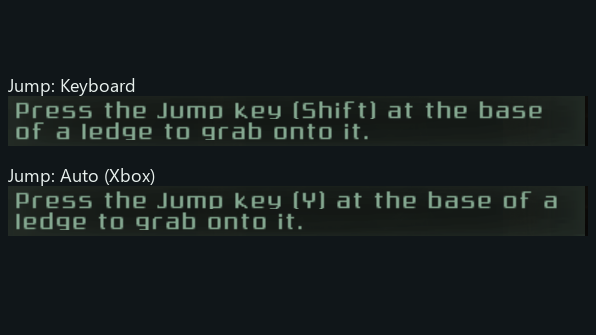 Jump: Keyboard
Press the Jump key (Shift) at the base
of a ledge to grab onto it.
Jump: Auto (Xbox)
Press the Jump key (Y) at the base of a
ledge to grab onto it.